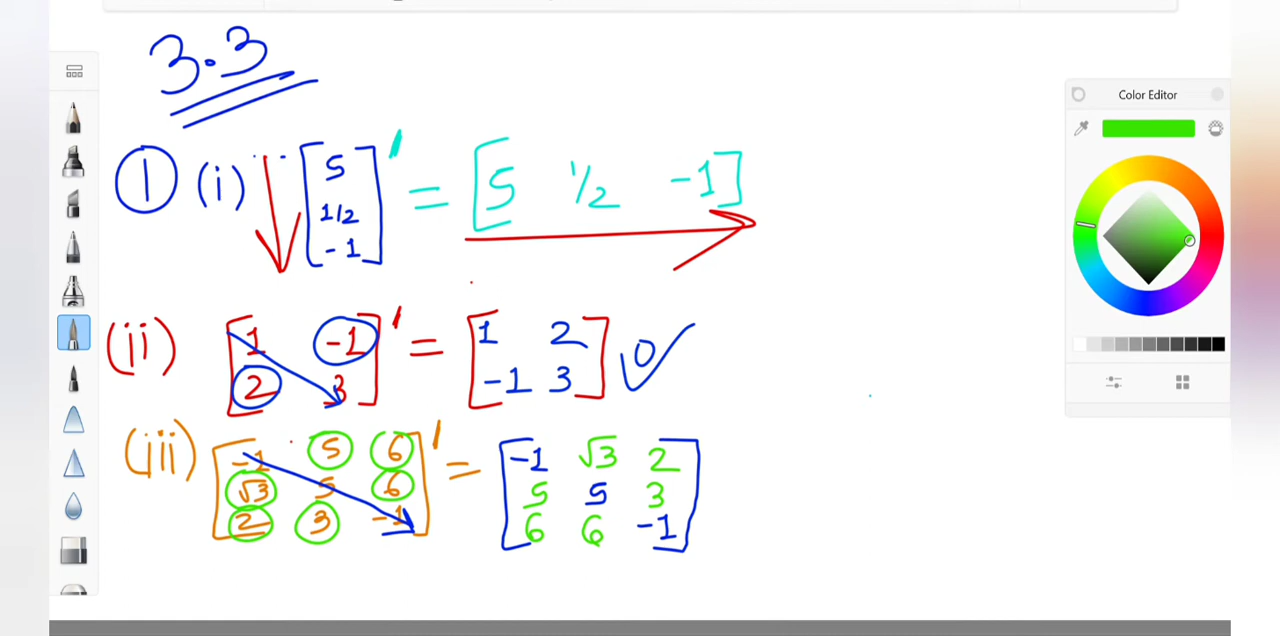 3.3
Color Editor
① (i) [5 1/2 -1]' = [5 1/2 -1]
(ii) [1 -1
2 3]' = [1 2
-1 3]
(iii) [-1 5 6
√3 5 6
2 3 -1]' = [-1 √3 2
5 5 3
6 6 -1]